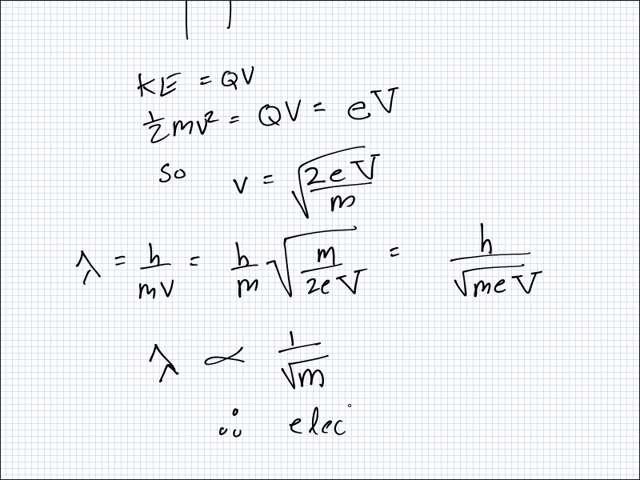 KE = QV
½mv² = QV = eV
So v = √(2eV/m)
λ = h/mv = h/m √(m/2eV) = h/√(meV)
λ ∝ 1/√m
∴ elec